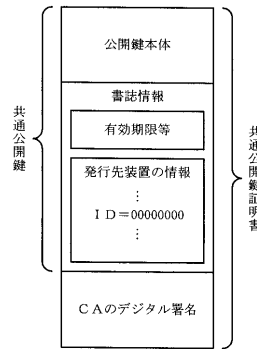 公開鍵本体
書誌情報
有効期限等
発行先装置の情報
⋮
ID=00000000
⋮
CAのデジタル署名
共通公開鍵
共通公開鍵証明書